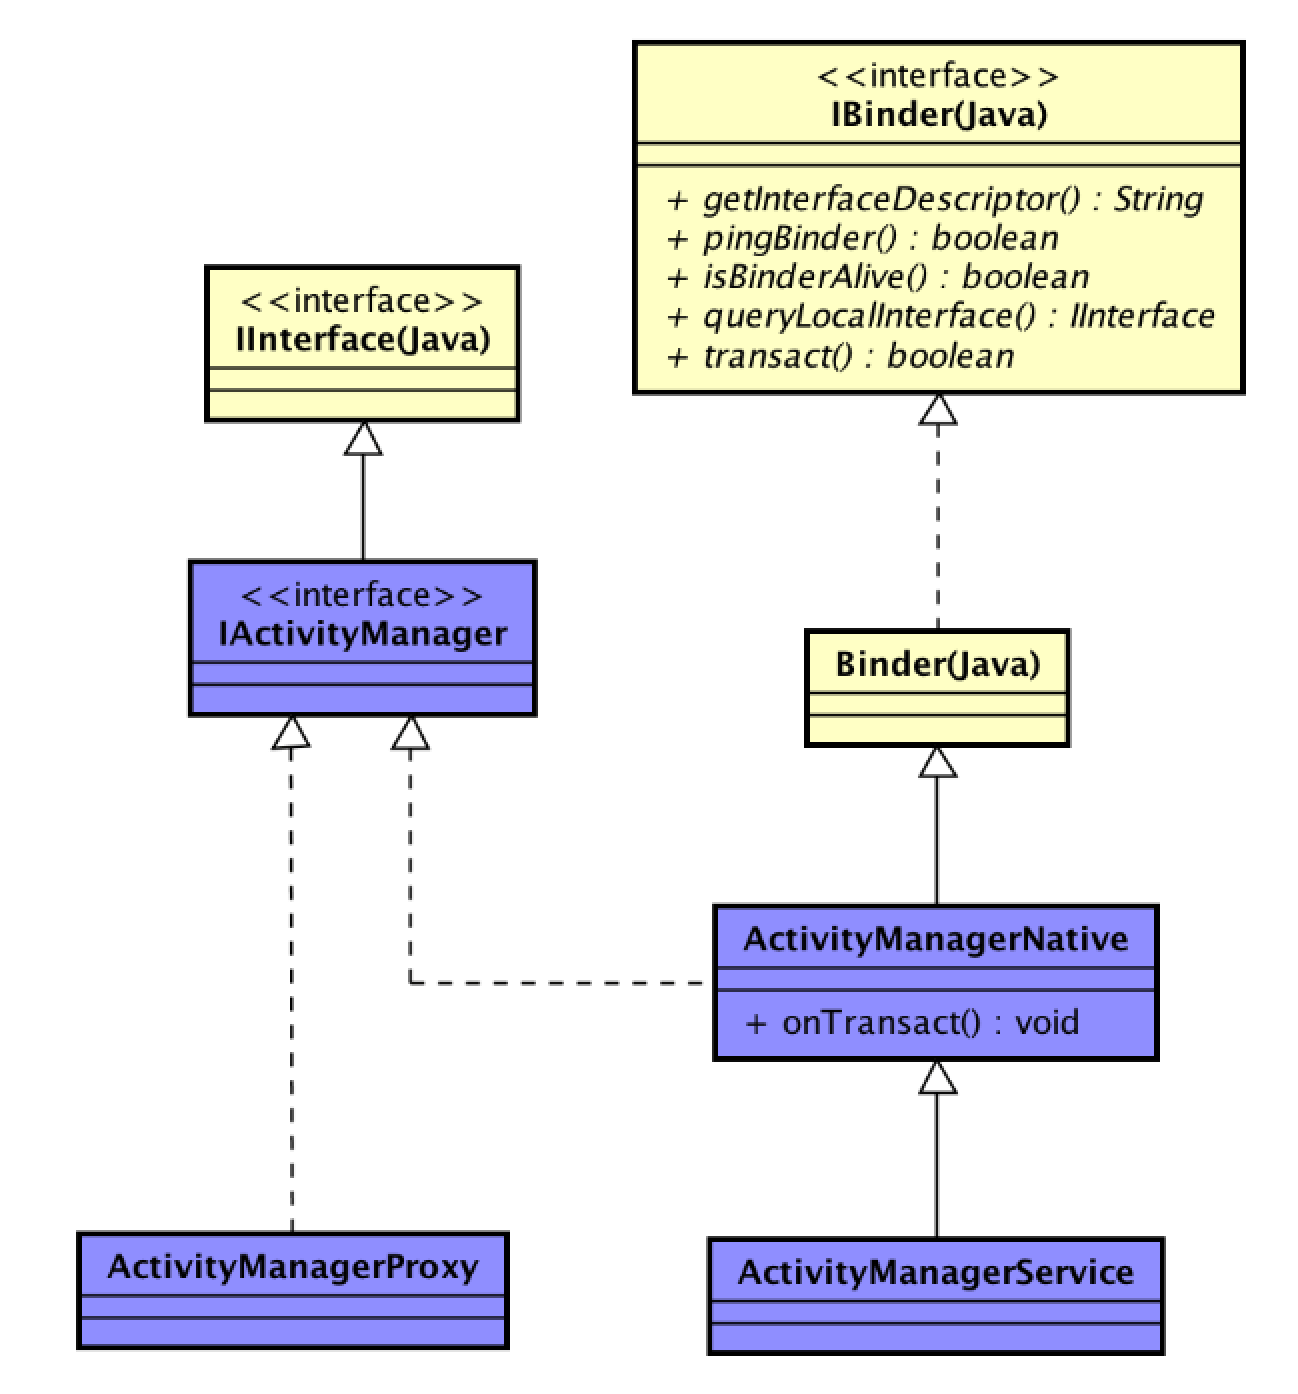 <<interface>>
IBinder(Java)
+ getInterfaceDescriptor() : String
+ pingBinder() : boolean
+ isBinderAlive() : boolean
+ queryLocalInterface() : IInterface
+ transact() : boolean
<<interface>>
IInterface(Java)
<<interface>>
IActivityManager
Binder(Java)
ActivityManagerNative
+ onTransact() : void
ActivityManagerProxy
ActivityManagerService